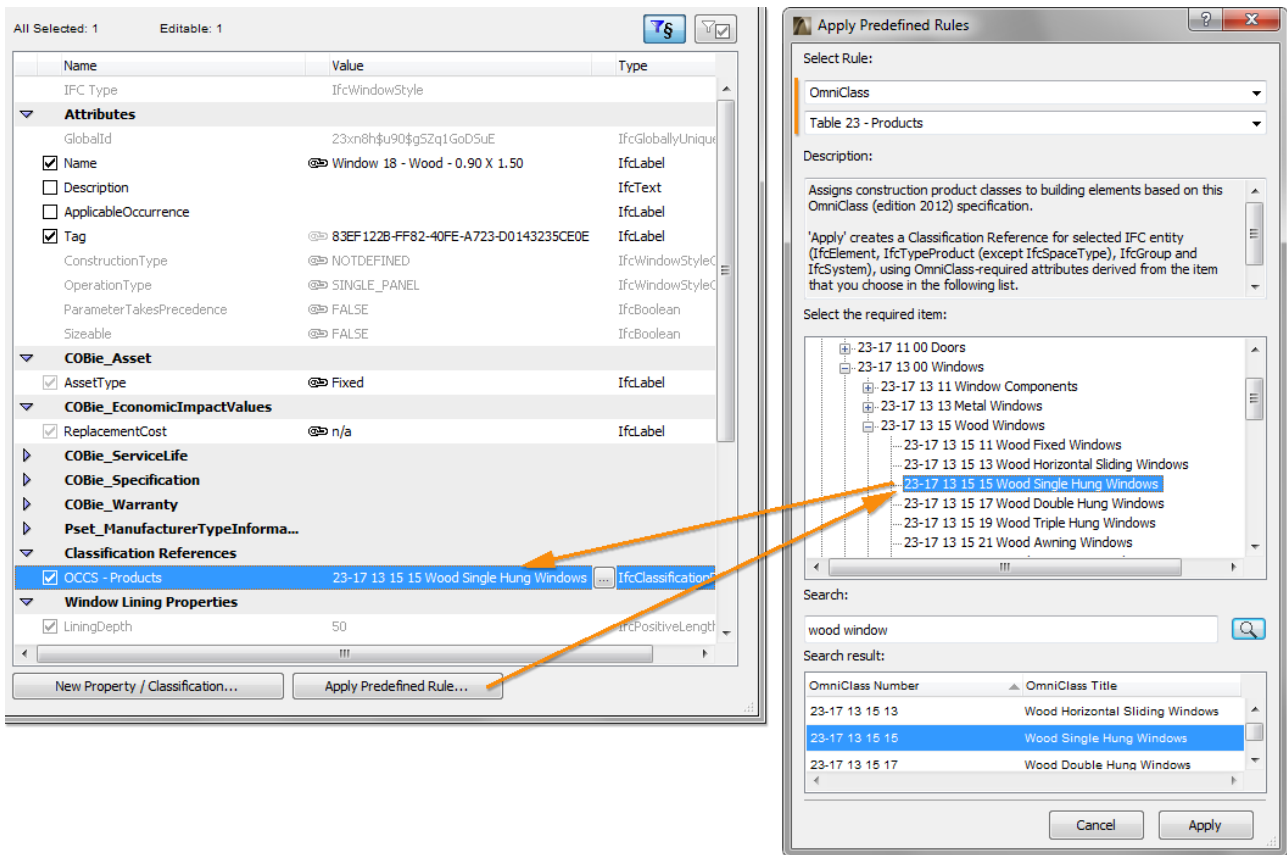 All Selected: 1 Editable: 1
Name Value Type
IFC Type IfcWindowStyle
Attributes
GlobalId 23xn8h$u90$gSZq1GoDSuE IfcGloballyUnique
Name Window 18 - Wood - 0.90 X 1.50 IfcLabel
Description IfcText
ApplicableOccurrence IfcLabel
Tag 83EF122B-FF82-40FE-A723-D0143235CE0E IfcLabel
ConstructionType NOTDEFINED IfcWindowStyleC
OperationType SINGLE_PANEL IfcWindowStyleC
ParameterTakesPrecedence FALSE IfcBoolean
Sizeable FALSE IfcBoolean
COBie_Asset
AssetType Fixed IfcLabel
COBie_EconomicImpactValues
ReplacementCost n/a IfcLabel
COBie_ServiceLife
COBie_Specification
COBie_Warranty
Pset_ManufacturerTypeInforma...
Classification References
OCCS - Products 23-17 13 15 15 Wood Single Hung Windows ... IfcClassificationR
Window Lining Properties
LiningDepth 50 IfcPositiveLength
New Property / Classification... Apply Predefined Rule...
Apply Predefined Rules
Select Rule:
OmniClass
Table 23 - Products
Description:
Assigns construction product classes to building elements based on this
OmniClass (edition 2012) specification.
'Apply' creates a Classification Reference for selected IFC entity
(IfcElement, IfcTypeProduct (except IfcSpaceType), IfcGroup and
IfcSystem), using OmniClass-required attributes derived from the item
that you choose in the following list.
Select the required item:
23-17 11 00 Doors
23-17 13 00 Windows
23-17 13 11 Window Components
23-17 13 13 Metal Windows
23-17 13 15 Wood Windows
23-17 13 15 11 Wood Fixed Windows
23-17 13 15 13 Wood Horizontal Sliding Windows
23-17 13 15 15 Wood Single Hung Windows
23-17 13 15 17 Wood Double Hung Windows
23-17 13 15 19 Wood Triple Hung Windows
23-17 13 15 21 Wood Awning Windows
Search:
wood window
Search result:
OmniClass Number OmniClass Title
23-17 13 15 13 Wood Horizontal Sliding Windows
23-17 13 15 15 Wood Single Hung Windows
23-17 13 15 17 Wood Double Hung Windows
Cancel Apply